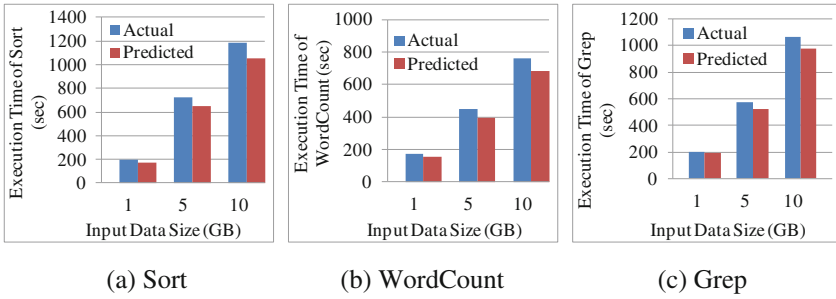 Execution Time of Sort
(sec)
1400
1200
1000
800
600
400
200
0
Actual
Predicted
1 5 10
Input Data Size (GB)
(a) Sort
Execution Time of
WordCount (sec)
1000
800
600
400
200
0
Actual
Predicted
1 5 10
Input Data Size (GB)
(b) WordCount
Execution Time of Grep
(sec)
1200
1000
800
600
400
200
0
Actual
Predicted
1 5 10
Input Data Size (GB)
(c) Grep